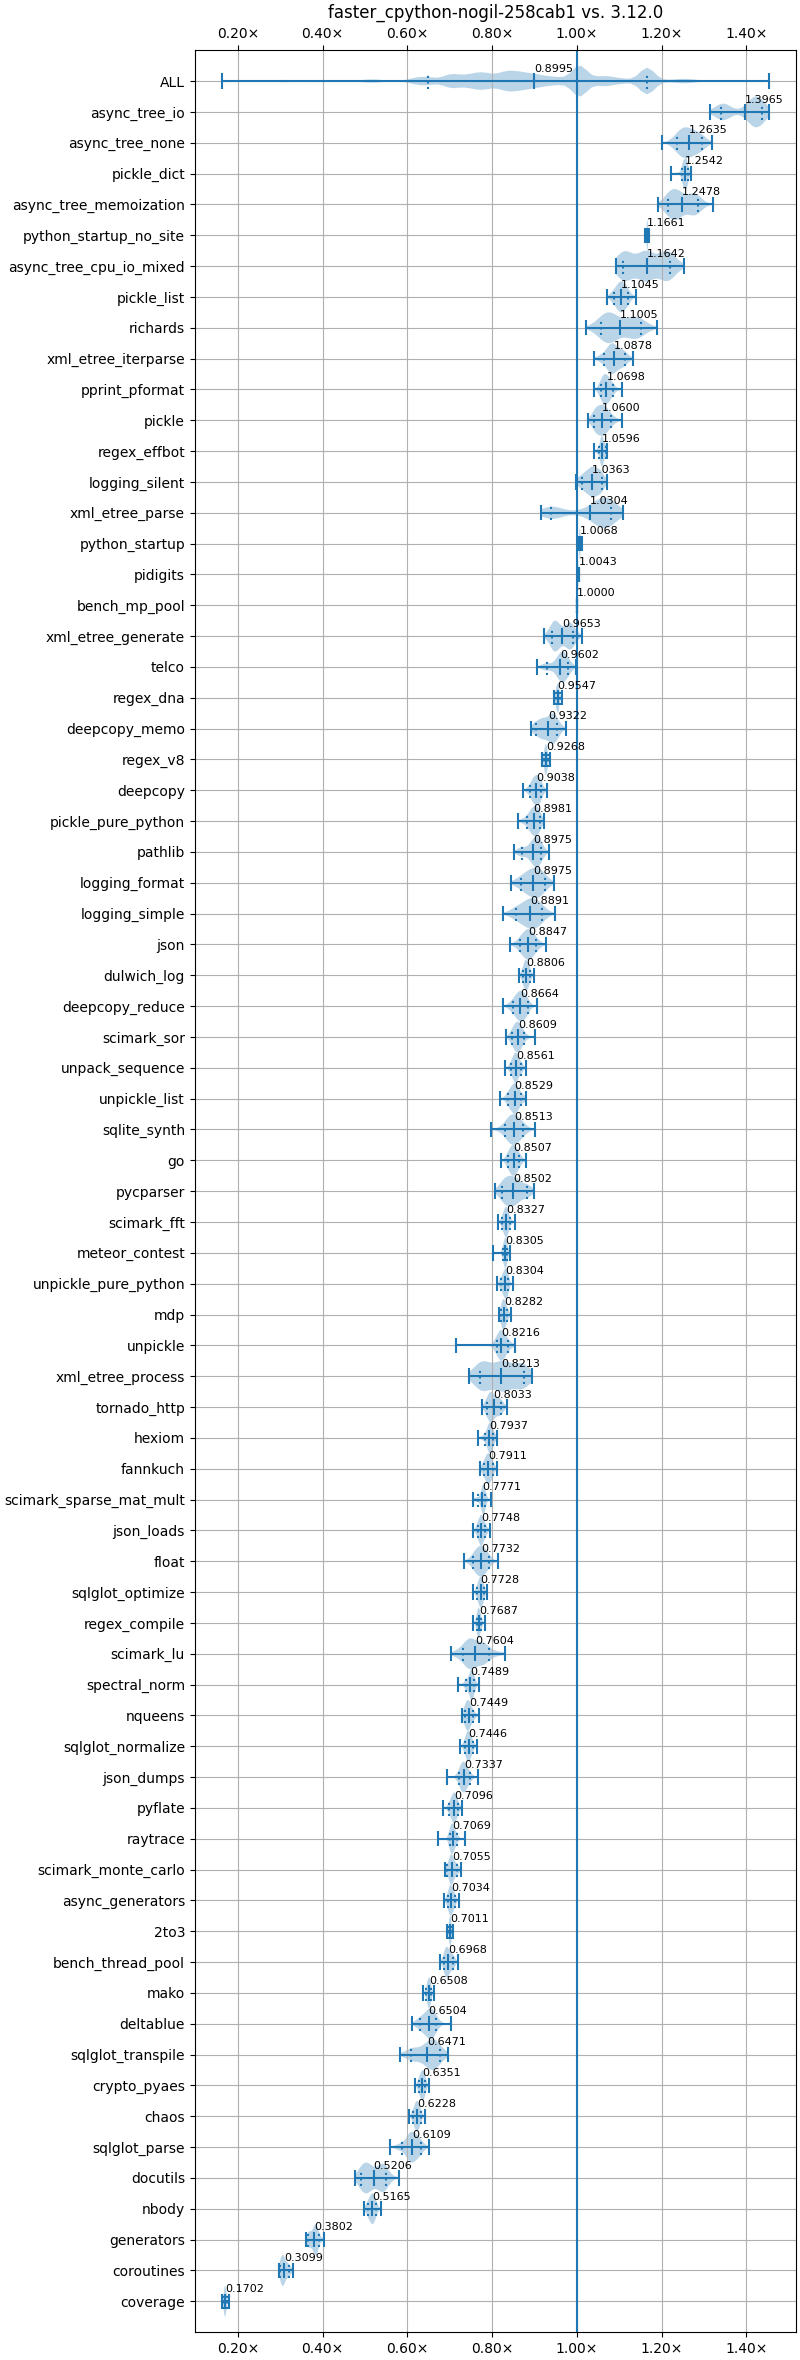 faster_cpython-nogil-258cab1 vs. 3.12.0
0.20× 0.40× 0.60× 0.80× 1.00× 1.20× 1.40×
ALL 0.8995
async_tree_io 1.3965
async_tree_none 1.2635
pickle_dict 1.2542
async_tree_memoization 1.2478
python_startup_no_site 1.1661
async_tree_cpu_io_mixed 1.1642
pickle_list 1.1045
richards 1.1005
xml_etree_iterparse 1.0878
pprint_pformat 1.0698
pickle 1.0600
regex_effbot 1.0596
logging_silent 1.0363
xml_etree_parse 1.0304
python_startup 1.0068
pidigits 1.0043
bench_mp_pool 1.0000
xml_etree_generate 0.9653
telco 0.9602
regex_dna 0.9547
deepcopy_memo 0.9322
regex_v8 0.9268
deepcopy 0.9038
pickle_pure_python 0.8981
pathlib 0.8975
logging_format 0.8975
logging_simple 0.8891
json 0.8847
dulwich_log 0.8806
deepcopy_reduce 0.8664
scimark_sor 0.8609
unpack_sequence 0.8561
unpickle_list 0.8529
sqlite_synth 0.8513
go 0.8507
pycparser 0.8502
scimark_fft 0.8327
meteor_contest 0.8305
unpickle_pure_python 0.8304
mdp 0.8282
unpickle 0.8216
xml_etree_process 0.8213
tornado_http 0.8033
hexiom 0.7937
fannkuch 0.7911
scimark_sparse_mat_mult 0.7771
json_loads 0.7748
float 0.7732
sqlglot_optimize 0.7728
regex_compile 0.7687
scimark_lu 0.7604
spectral_norm 0.7489
nqueens 0.7449
sqlglot_normalize 0.7446
json_dumps 0.7337
pyflate 0.7096
raytrace 0.7069
scimark_monte_carlo 0.7055
async_generators 0.7034
2to3 0.7011
bench_thread_pool 0.6968
mako 0.6508
deltablue 0.6504
sqlglot_transpile 0.6471
crypto_pyaes 0.6351
chaos 0.6228
sqlglot_parse 0.6109
docutils 0.5206
nbody 0.5165
generators 0.3802
coroutines 0.3099
coverage 0.1702
0.20× 0.40× 0.60× 0.80× 1.00× 1.20× 1.40×